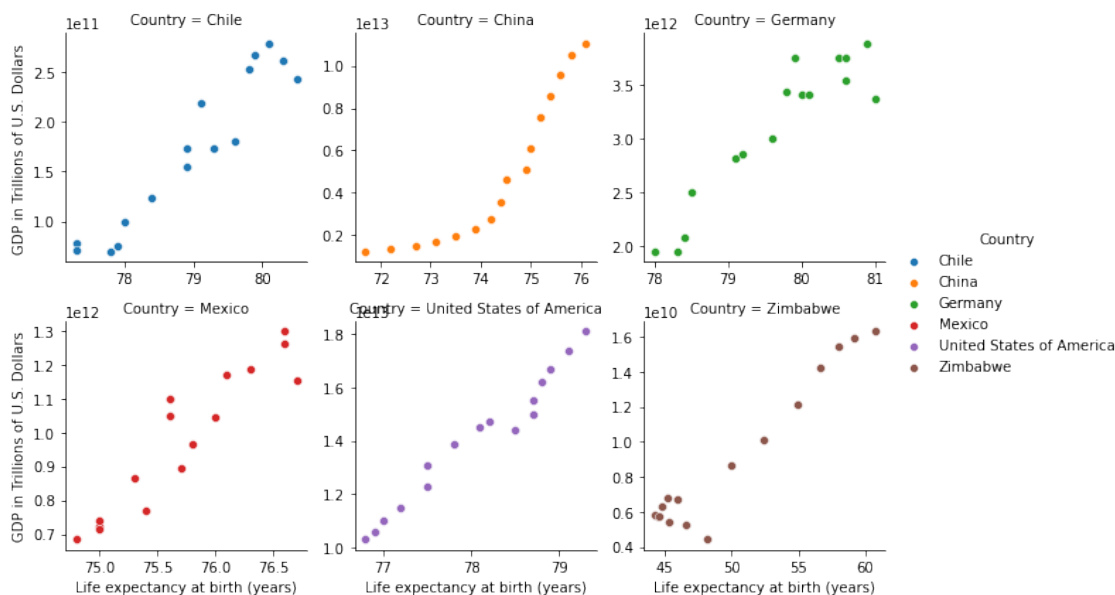 Country = Chile
1e11
GDP in Trillions of U.S. Dollars
2.5
2.0
1.5
1.0
78
79
80
Country = China
1e13
1.0
0.8
0.6
0.4
0.2
72
73
74
75
76
Country = Germany
1e12
3.5
3.0
2.5
2.0
78
79
80
81
Country
Chile
China
Germany
Mexico
United States of America
Zimbabwe
Country = Mexico
1e12
GDP in Trillions of U.S. Dollars
1.3
1.2
1.1
1.0
0.9
0.8
0.7
75.0
75.5
76.0
76.5
Life expectancy at birth (years)
Country = United States of America
1e13
1.8
1.6
1.4
1.2
1.0
77
78
79
Life expectancy at birth (years)
Country = Zimbabwe
1e10
1.6
1.4
1.2
1.0
0.8
0.6
0.4
45
50
55
60
Life expectancy at birth (years)